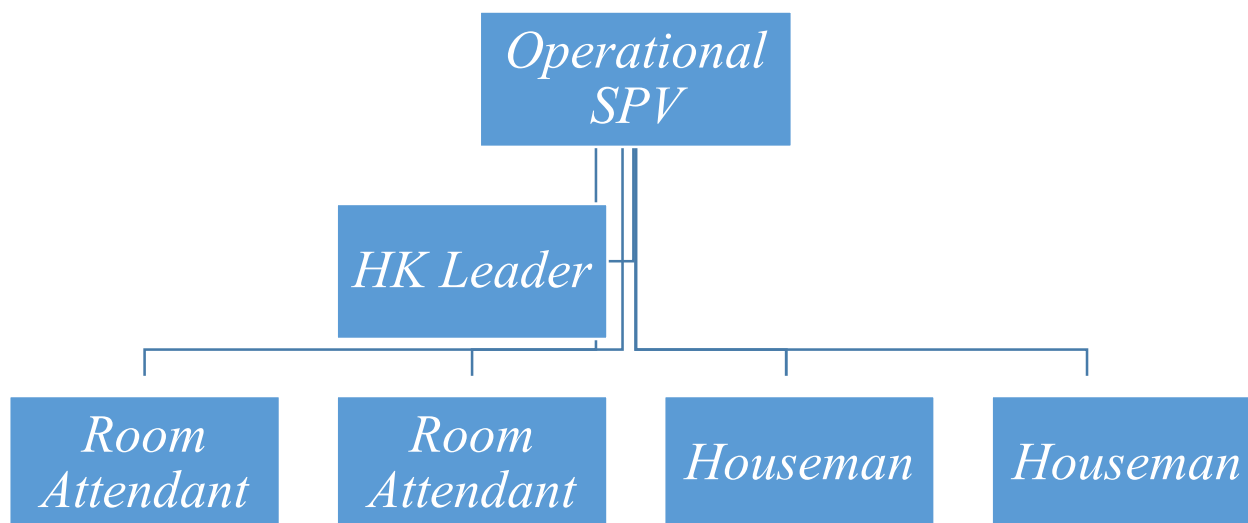 Operational
SPV
HK Leader
Room
Attendant
Room
Attendant
Houseman
Houseman